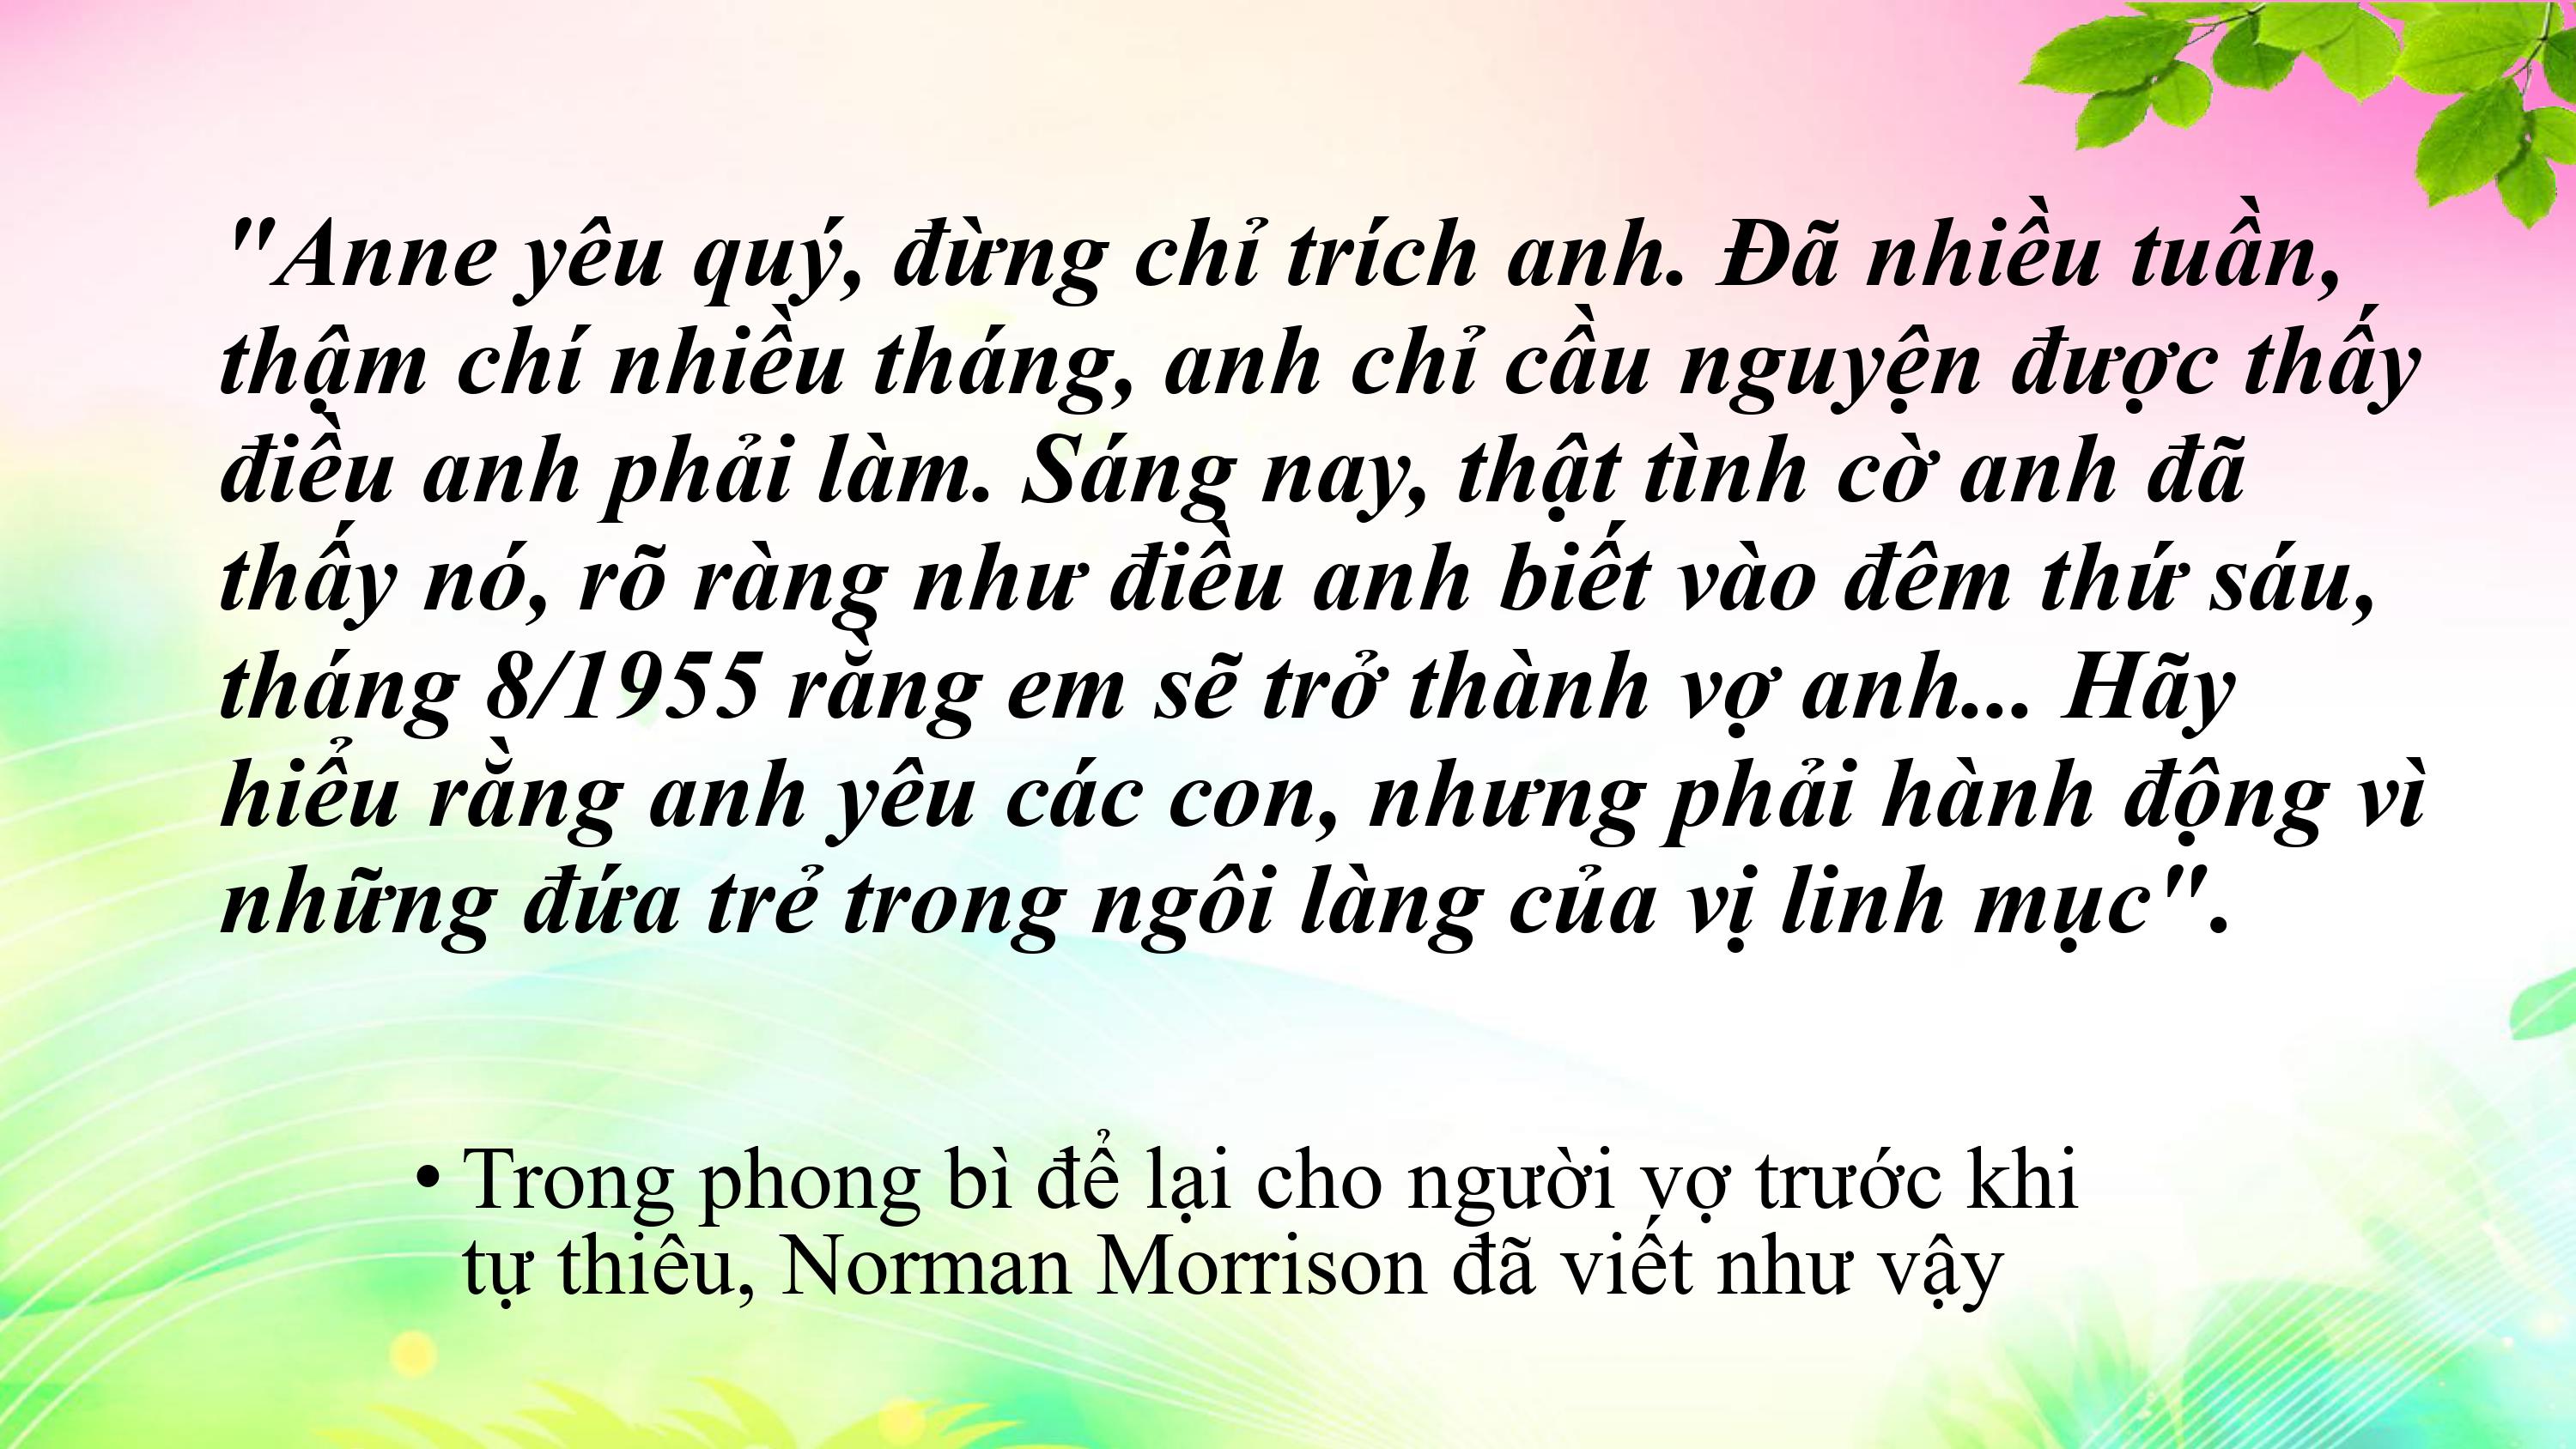 "Anne yêu quý, đừng chỉ trích anh. Đã nhiều tuần,
thậm chí nhiều tháng, anh chỉ cầu nguyện được thấy
điều anh phải làm. Sáng nay, thật tình cờ anh đã
thấy nó, rõ ràng như điều anh biết vào đêm thứ sáu,
tháng 8/1955 rằng em sẽ trở thành vợ anh... Hãy
hiểu rằng anh yêu các con, nhưng phải hành động vì
những đứa trẻ trong ngôi làng của vị linh mục".
• Trong phong bì để lại cho người vợ trước khi
tự thiêu, Norman Morrison đã viết như vậy